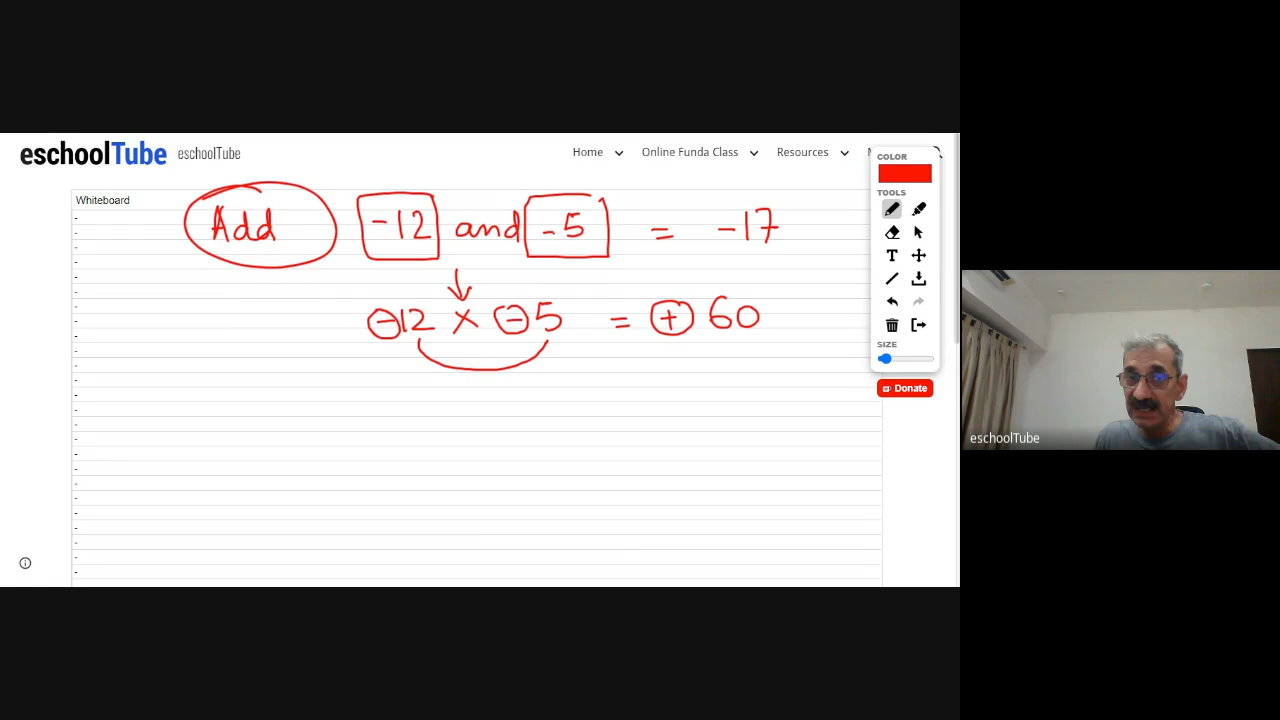 eschoolTube eschoolTube Home Online Funda Class Resources
COLOR
TOOLS
Whiteboard
Add -12 and -5 = -17
-12 × -5 = + 60
T
SIZE
Donate
eschoolTube